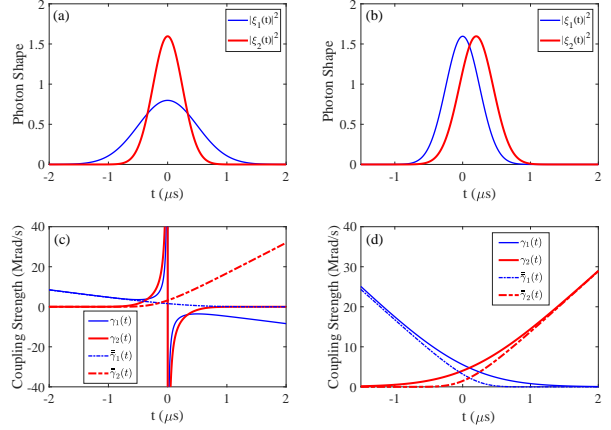 (a)
|ξ₁(t)|²
|ξ₂(t)|²
Photon Shape
2
1.5
1
0.5
0
-2 -1 0 1 2
t (μs)
(b)
|ξ₁(t)|²
|ξ₂(t)|²
Photon Shape
2
1.5
1
0.5
0
-1 0 1 2
t (μs)
(c)
γ₁(t)
γ₂(t)
γ̿₁(t)
γ̿₂(t)
Coupling Strength (Mrad/s)
40
20
0
-20
-40
-2 -1 0 1 2
t (μs)
(d)
γ₁(t)
γ₂(t)
γ̿₁(t)
γ̿₂(t)
Coupling Strength (Mrad/s)
40
30
20
10
0
-1 0 1 2
t (μs)